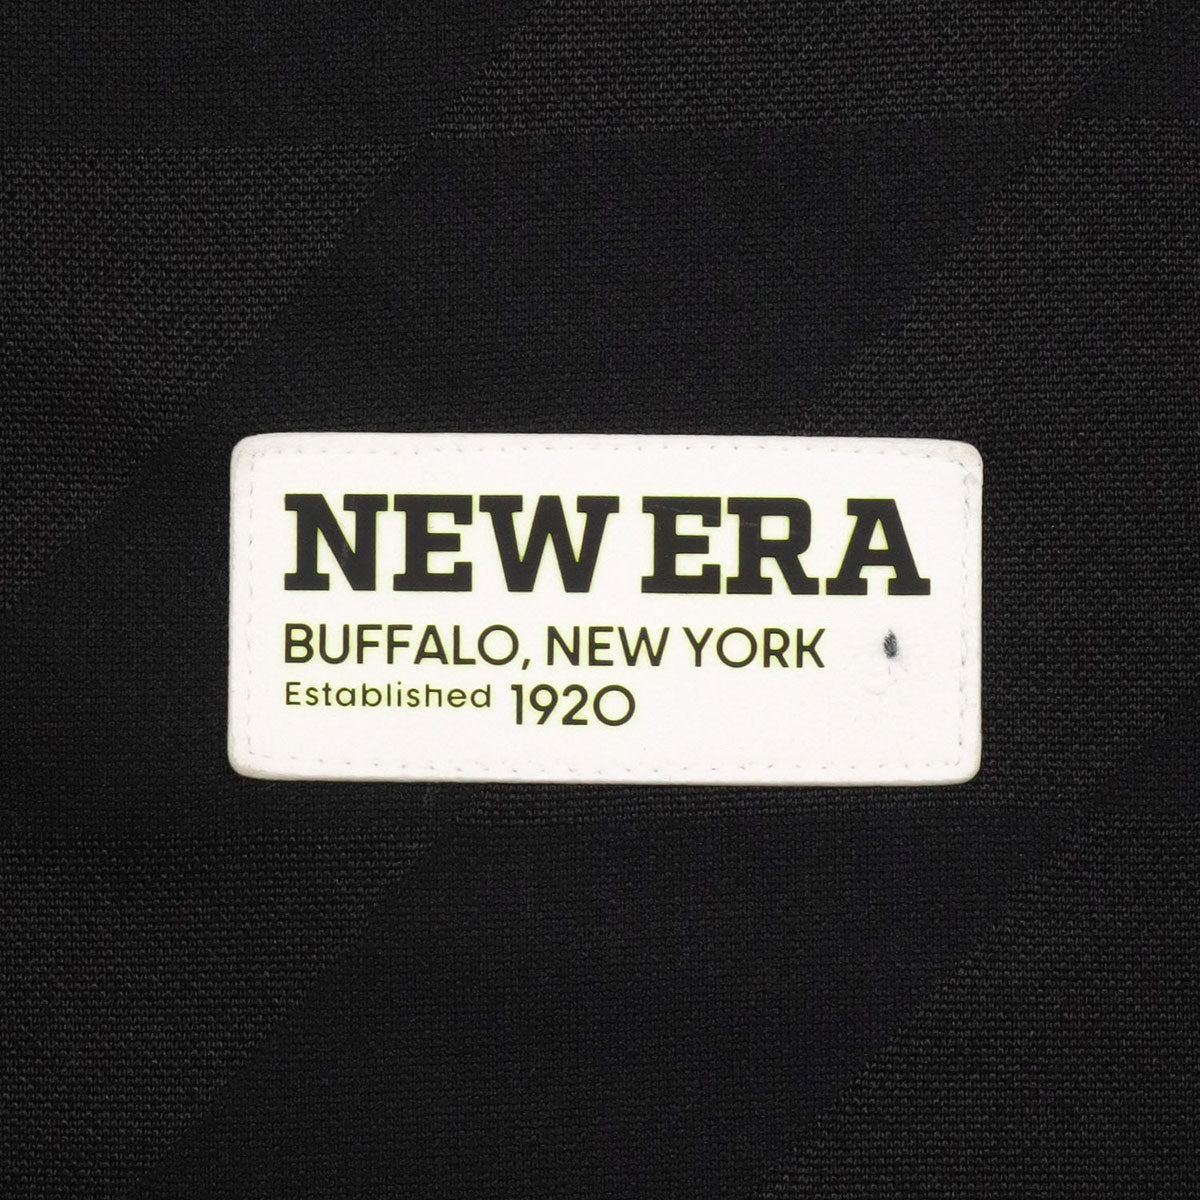 NEW ERA
BUFFALO, NEW YORK
Established 1920